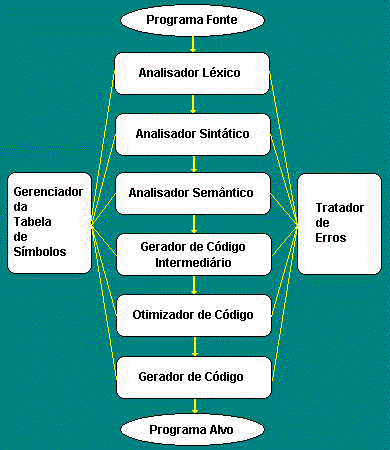 Programa Fonte
Analisador Léxico
Analisador Sintático
Analisador Semântico
Gerenciador
da
Tabela
de
Símbolos
Tratador
de
Erros
Gerador de Código
Intermediário
Otimizador de Código
Gerador de Código
Programa Alvo